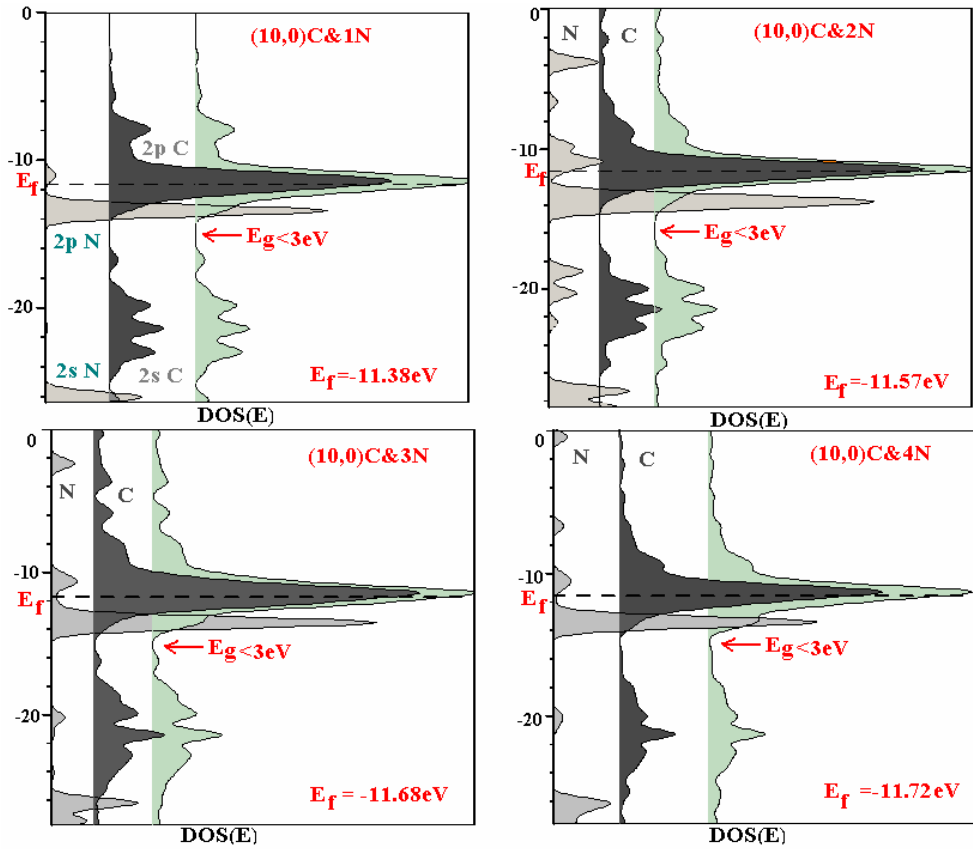 0
(10,0)C&1N
2p C
-10
Ef
2p N
Eg<3eV
-20
2s N
2s C
Ef=-11.38eV
DOS(E)
0
N
C
(10,0)C&2N
-10
Ef
Eg<3eV
-20
Ef=-11.57eV
DOS(E)
0
(10,0)C&3N
N
C
-10
Ef
Eg<3eV
-20
Ef = -11.68eV
DOS(E)
0
N
C
(10,0)C&4N
-10
Ef
Eg<3eV
-20
Ef =-11.72eV
DOS(E)